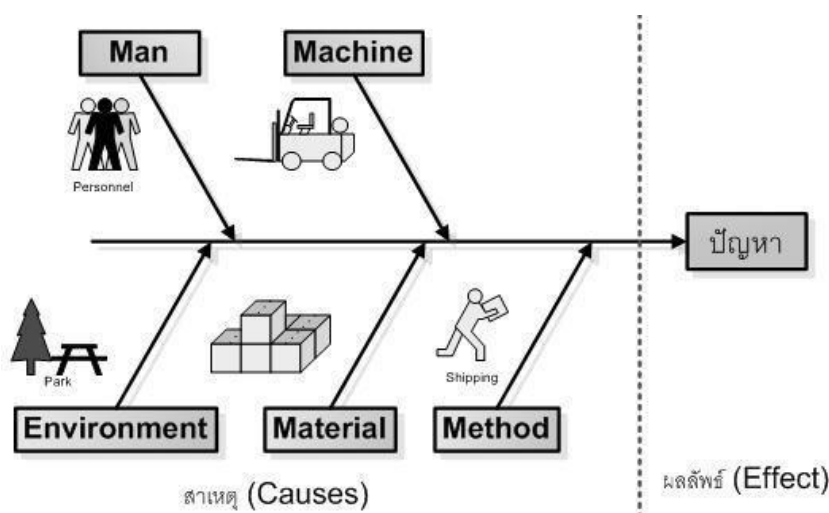 Man
Machine
Personnel
ปัญหา
Park
Shipping
Environment
Material
Method
สาเหตุ (Causes)
ผลลัพธ์ (Effect)